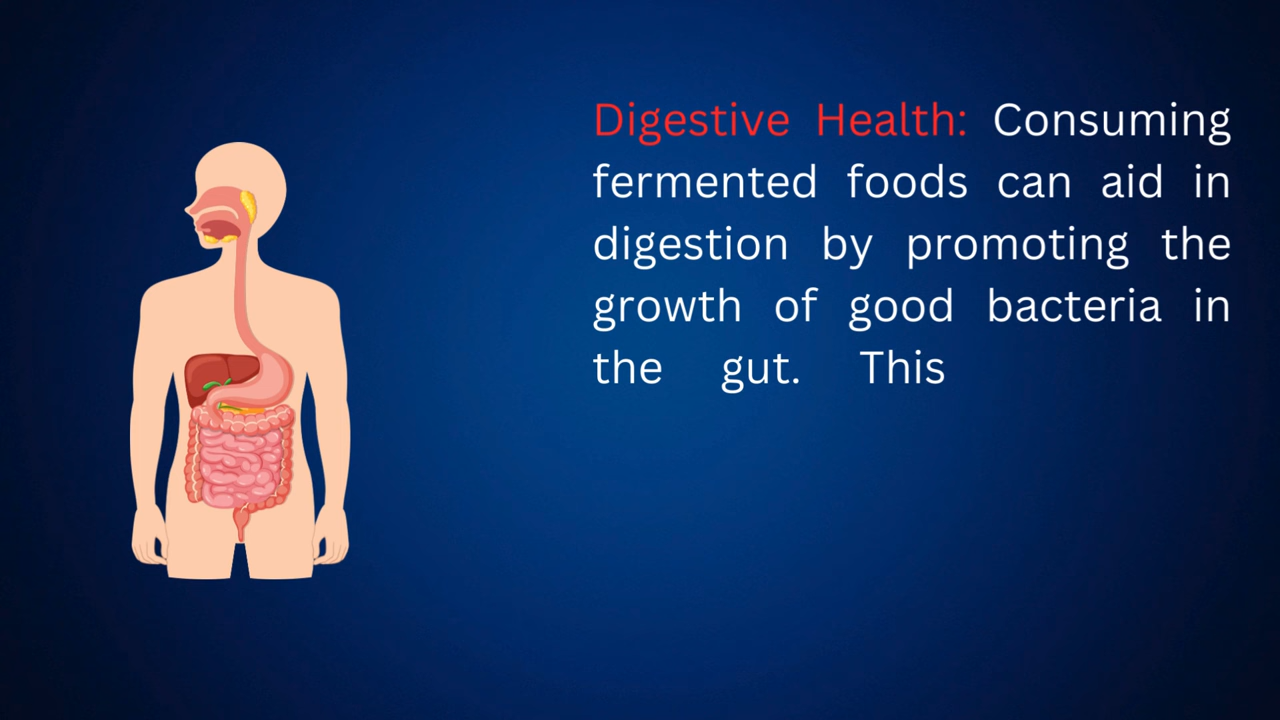 Digestive Health: Consuming
fermented foods can aid in
digestion by promoting the
growth of good bacteria in
the gut. This